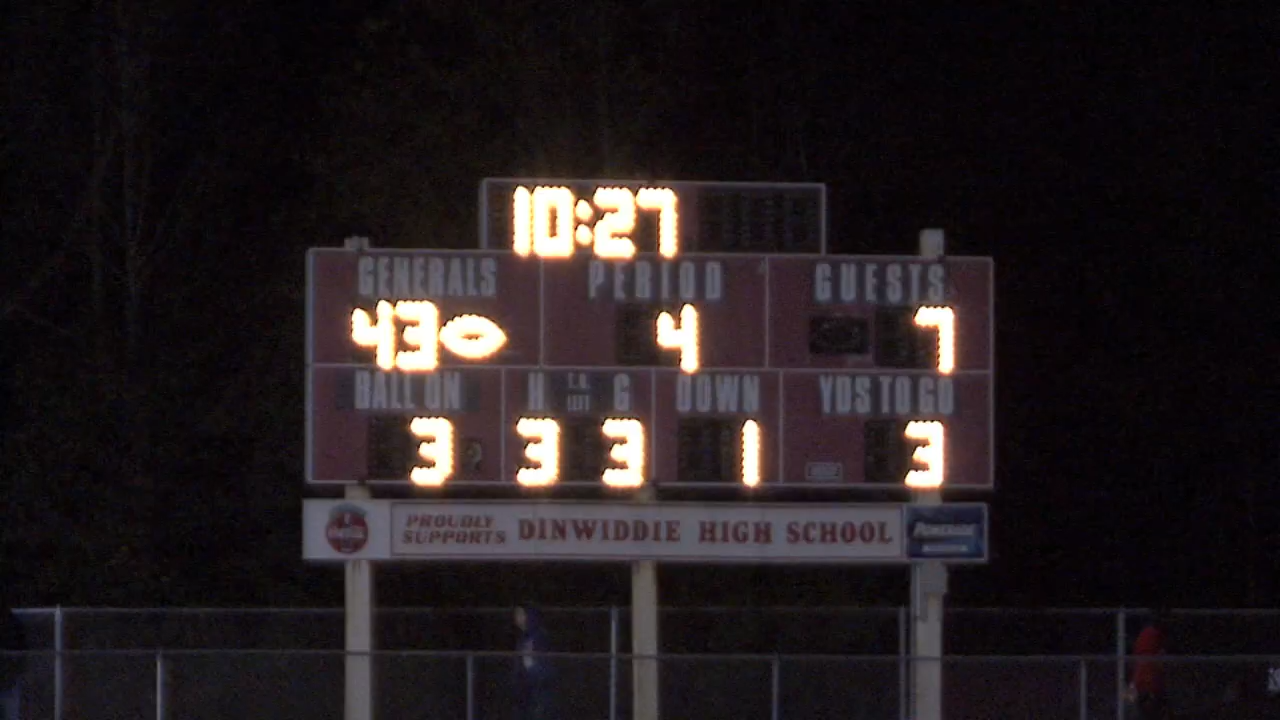 10:27
GENERALS PERIOD GUESTS
43 4 7
BALL ON H T.O. LEFT G DOWN YDS TO GO
3 3 3 1 3
PROUDLY SUPPORTS DINWIDDIE HIGH SCHOOL